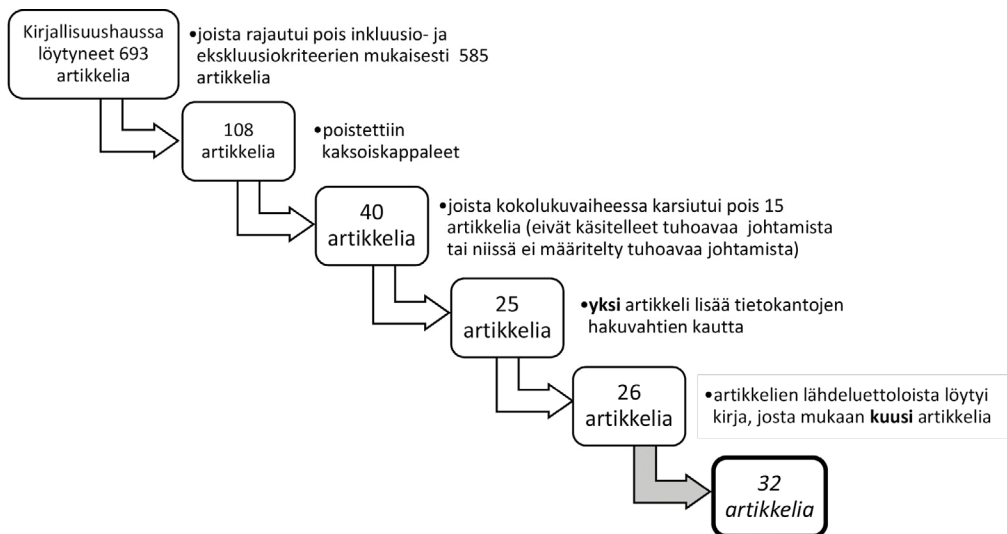 Kirjallisuushaussa
löytyneet 693
artikkelia
•joista rajautui pois inkluusio- ja
ekskluusiokriteerien mukaisesti 585
artikkelia
108
artikkelia
•poistettiin
kaksoiskappaleet
40
artikkelia
•joista kokolukuvaiheessa karsiutui pois 15
artikkelia (eivät käsitelleet tuhoavaa johtamista
tai niissä ei määritelty tuhoavaa johtamista)
25
artikkelia
•yksi artikkeli lisää tietokantojen
hakuvahtien kautta
26
artikkelia
•artikkelien lähdeluettoloista löytyi
kirja, josta mukaan kuusi artikkelia
32
artikkelia